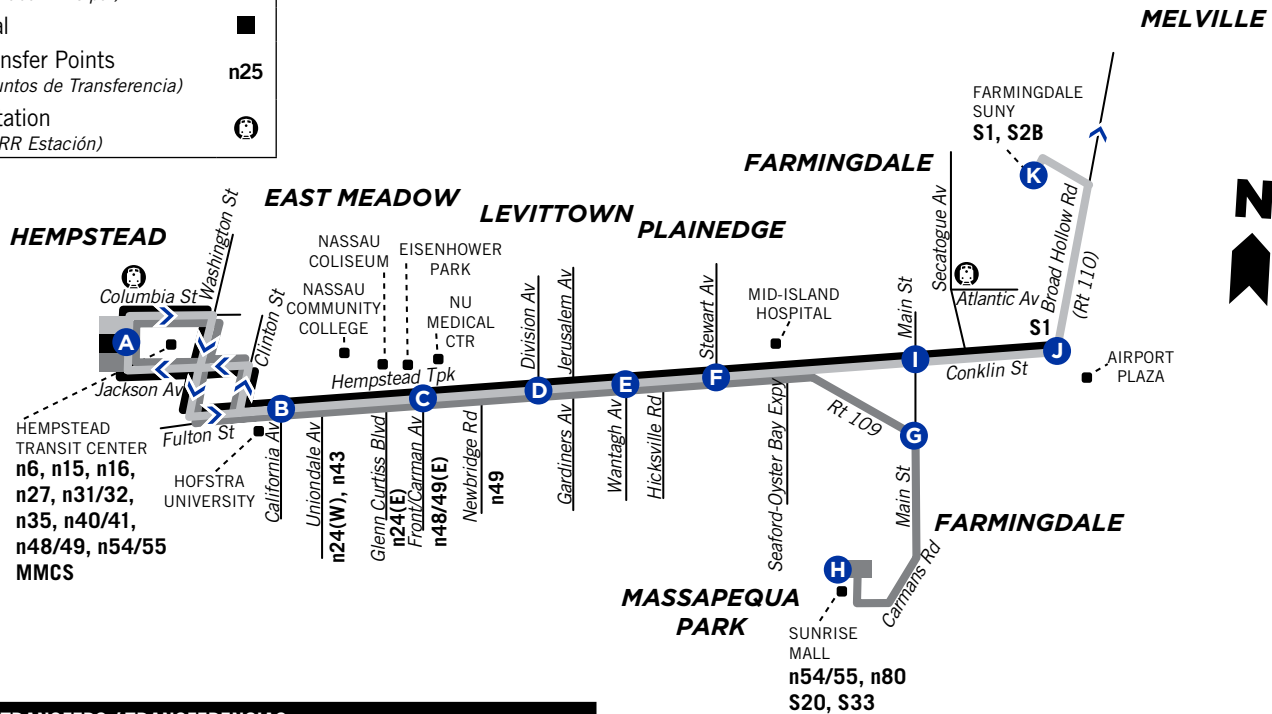 al
nsfer Points
untos de Transferencia)
n25
tation
RR Estación)
MELVILLE
FARMINGDALE
SUNY
S1, S2B
K
FARMINGDALE
Secatogue Av
Broad Hollow Rd
(Rt 110)
Atlantic Av
N
HEMPSTEAD
EAST MEADOW
LEVITTOWN
PLAINEDGE
Washington St
Columbia St
Clinton St
A
Jackson Av
Fulton St
NASSAU
COLISEUM
EISENHOWER
PARK
NASSAU
COMMUNITY
COLLEGE
NU
MEDICAL
CTR
Hempstead Tpk
Division Av
Jerusalem Av
Stewart Av
MID-ISLAND
HOSPITAL
Main St
S1
J
AIRPORT
PLAZA
Conklin St
I
B
C
D
E
F
Rt 109
G
HEMPSTEAD
TRANSIT CENTER
n6, n15, n16,
n27, n31/32,
n35, n40/41,
n48/49, n54/55
MMCS
HOFSTRA
UNIVERSITY
California Av
Uniondale Av
n24(W), n43
Glenn Curtiss Blvd
n24(E)
Front/Carman Av
n48/49(E)
Newbridge Rd
n49
Gardiners Av
Wantagh Av
Hicksville Rd
Seaford-Oyster Bay Expy
Main St
FARMINGDALE
Carmans Rd
H
MASSAPEQUA
PARK
SUNRISE
MALL
n54/55, n80
S20, S33